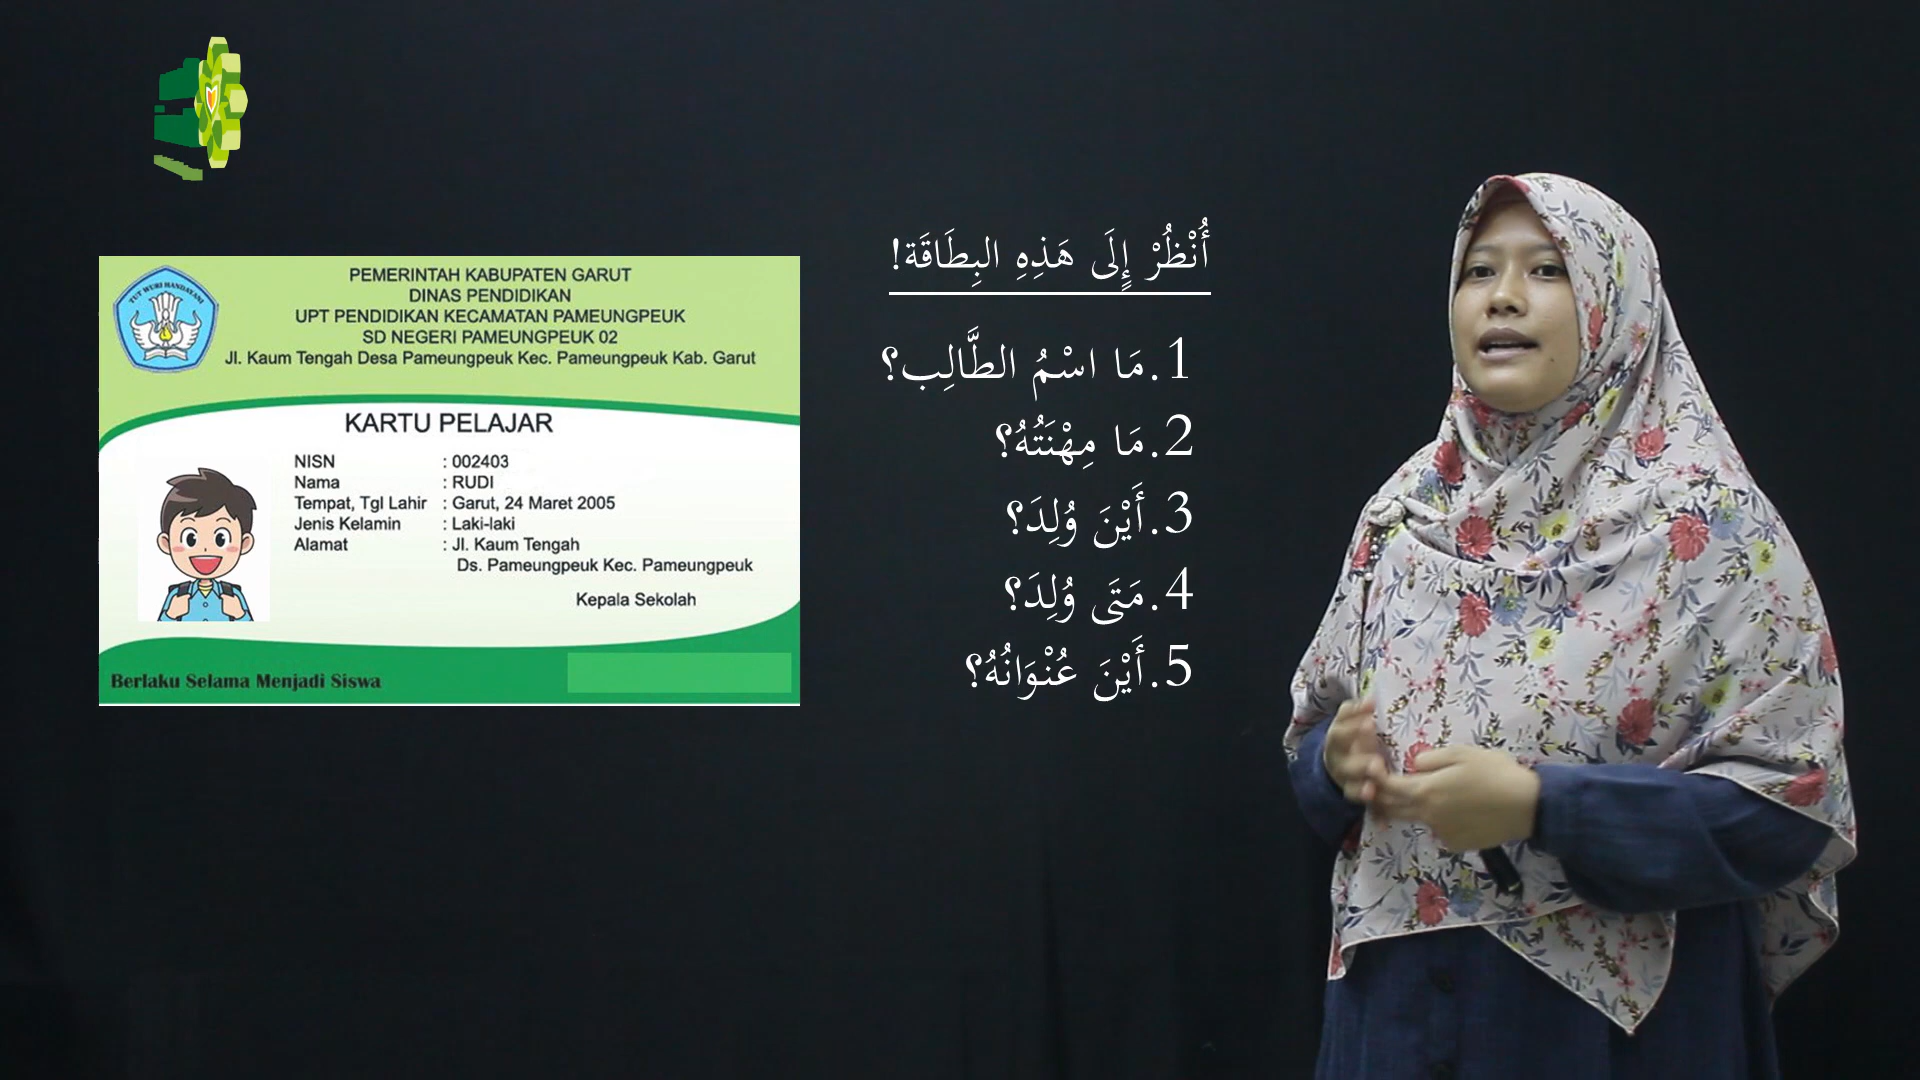 TUT WURI HANDAYANI
PEMERINTAH KABUPATEN GARUT
DINAS PENDIDIKAN
UPT PENDIDIKAN KECAMATAN PAMEUNGPEUK
SD NEGERI PAMEUNGPEUK 02
Jl. Kaum Tengah Desa Pameungpeuk Kec. Pameungpeuk Kab. Garut
KARTU PELAJAR
NISN : 002403
Nama : RUDI
Tempat, Tgl Lahir : Garut, 24 Maret 2005
Jenis Kelamin : Laki-laki
Alamat : Jl. Kaum Tengah
Ds. Pameungpeuk Kec. Pameungpeuk
Kepala Sekolah
Berlaku Selama Menjadi Siswa
أُنْظُرْ إِلَى هَذِهِ البِطَاقَة!
1.مَا اسْمُ الطَّالِب؟
2.مَا مِهْنَتُهُ؟
3.أَيْنَ وُلِدَ؟
4.مَتَى وُلِدَ؟
5.أَيْنَ عُنْوَانُهُ؟